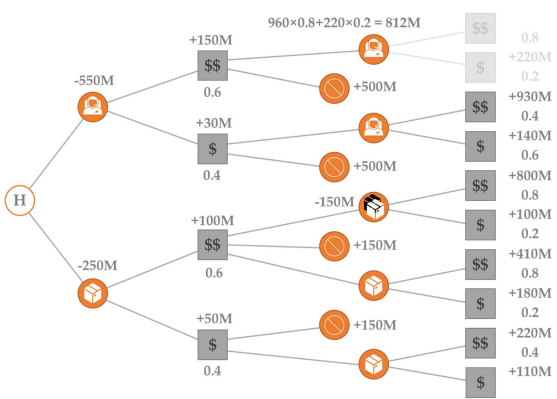 960×0.8+220×0.2 = 812M
$$
0.8
+220M
$
0.2
+150M
$$
0.6
-550M
+500M
+930M
$$
0.4
+30M
$
0.4
+140M
$
0.6
+500M
+800M
$$
0.8
-150M
H
+100M
$$
0.6
+100M
$
0.2
+150M
+410M
$$
0.8
-250M
+180M
$
0.2
+50M
$
0.4
+150M
+220M
$$
0.4
+110M
$